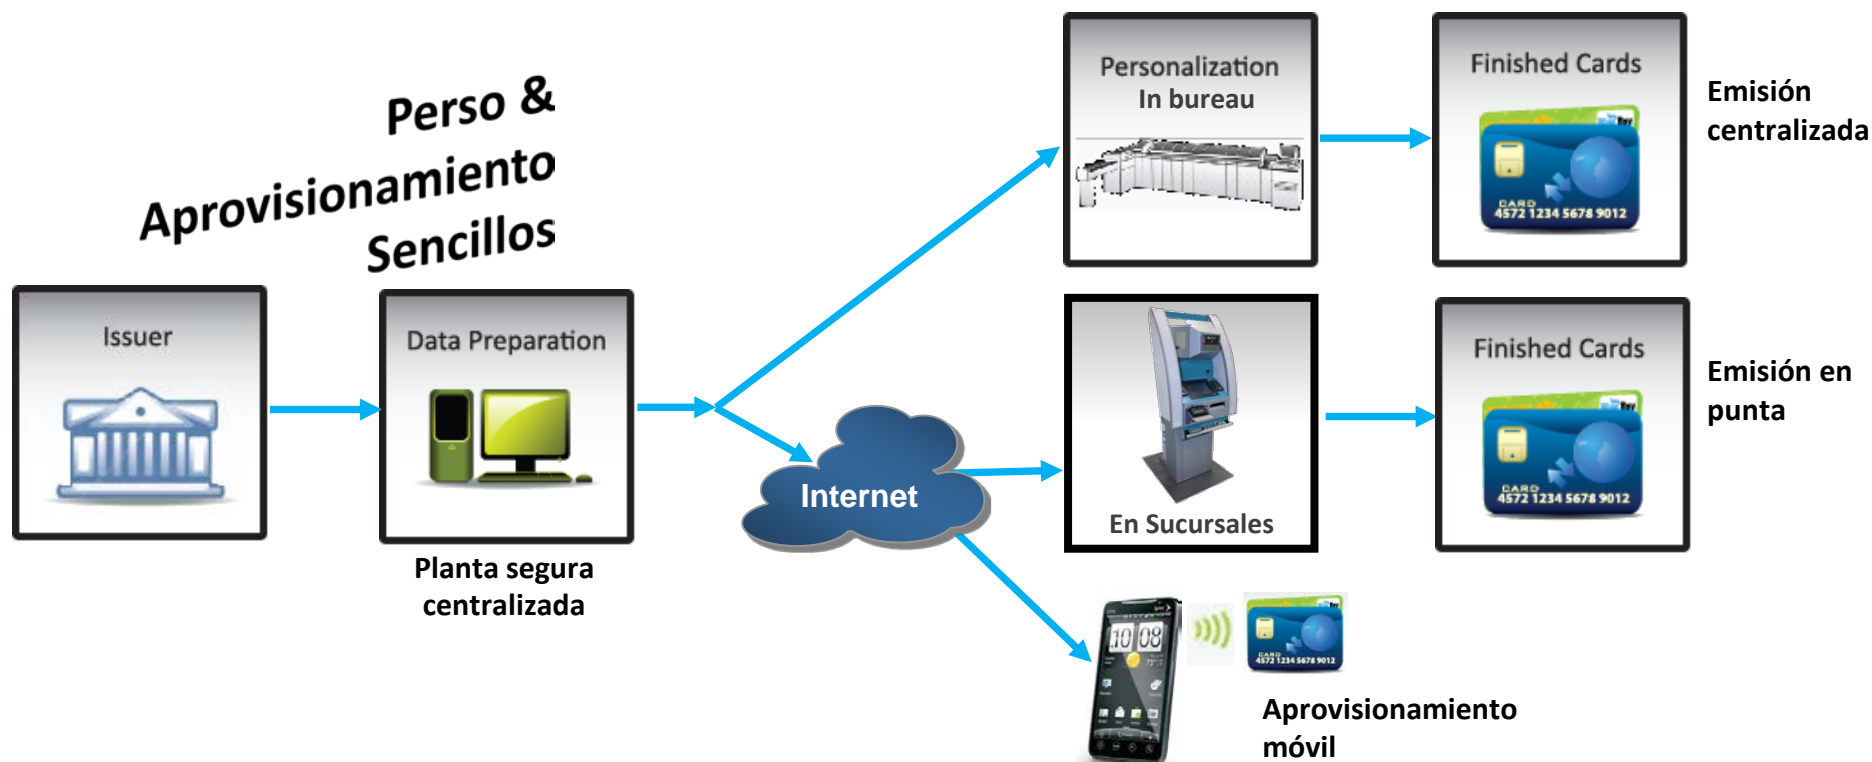 Perso &
Aprovisionamiento
Sencillos
Issuer
Data Preparation
Planta segura
centralizada
Internet
Personalization
In bureau
Finished Cards
CARD
4572 1234 5678 9012
Emisión
centralizada
En Sucursales
Finished Cards
CARD
4572 1234 5678 9012
Emisión en
punta
10 08
CARD
4572 1234 5678 9012
Aprovisionamiento
móvil